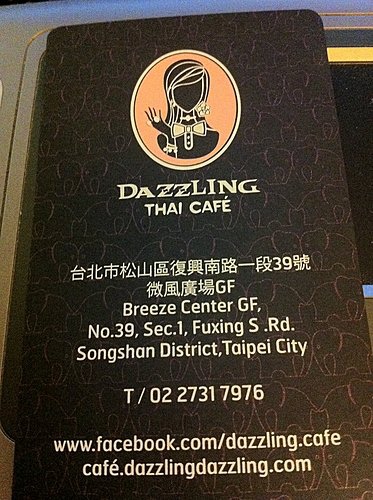 DAZZLING
THAI CAFÉ
台北市松山區復興南路一段39號
微風廣場GF
Breeze Center GF,
No.39, Sec.1, Fuxing S .Rd.
Songshan District,Taipei City
T / 02 2731 7976
www.facebook.com/dazzling.cafe
café.dazzlingdazzling.com